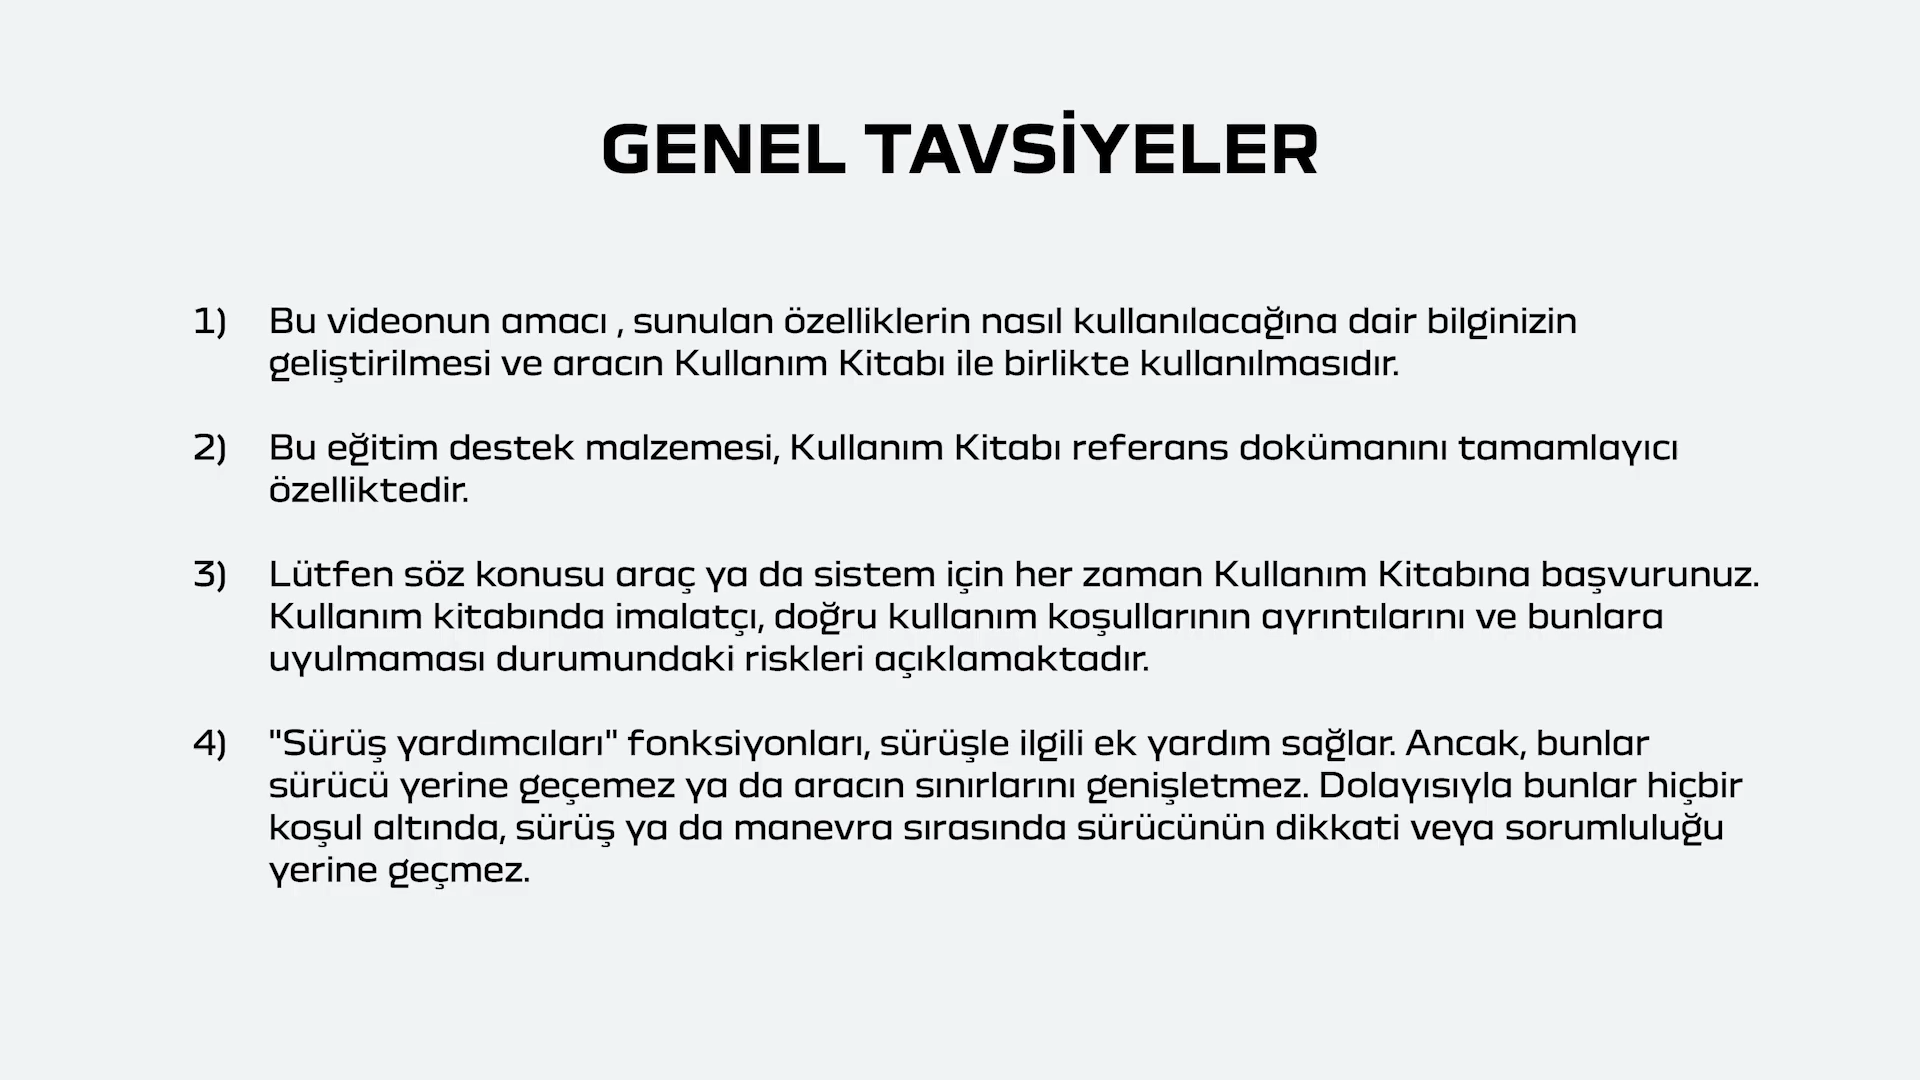 GENEL TAVSİYELER
1) Bu videonun amacı , sunulan özelliklerin nasıl kullanılacağına dair bilginizin
geliştirilmesi ve aracın Kullanım Kitabı ile birlikte kullanılmasıdır.
2) Bu eğitim destek malzemesi, Kullanım Kitabı referans dokümanını tamamlayıcı
özelliktedir.
3) Lütfen söz konusu araç ya da sistem için her zaman Kullanım Kitabına başvurunuz.
Kullanım kitabında imalatçı, doğru kullanım koşullarının ayrıntılarını ve bunlara
uyulmaması durumundaki riskleri açıklamaktadır.
4) "Sürüş yardımcıları" fonksiyonları, sürüşle ilgili ek yardım sağlar. Ancak, bunlar
sürücü yerine geçemez ya da aracın sınırlarını genişletmez. Dolayısıyla bunlar hiçbir
koşul altında, sürüş ya da manevra sırasında sürücünün dikkati veya sorumluluğu
yerine geçmez.